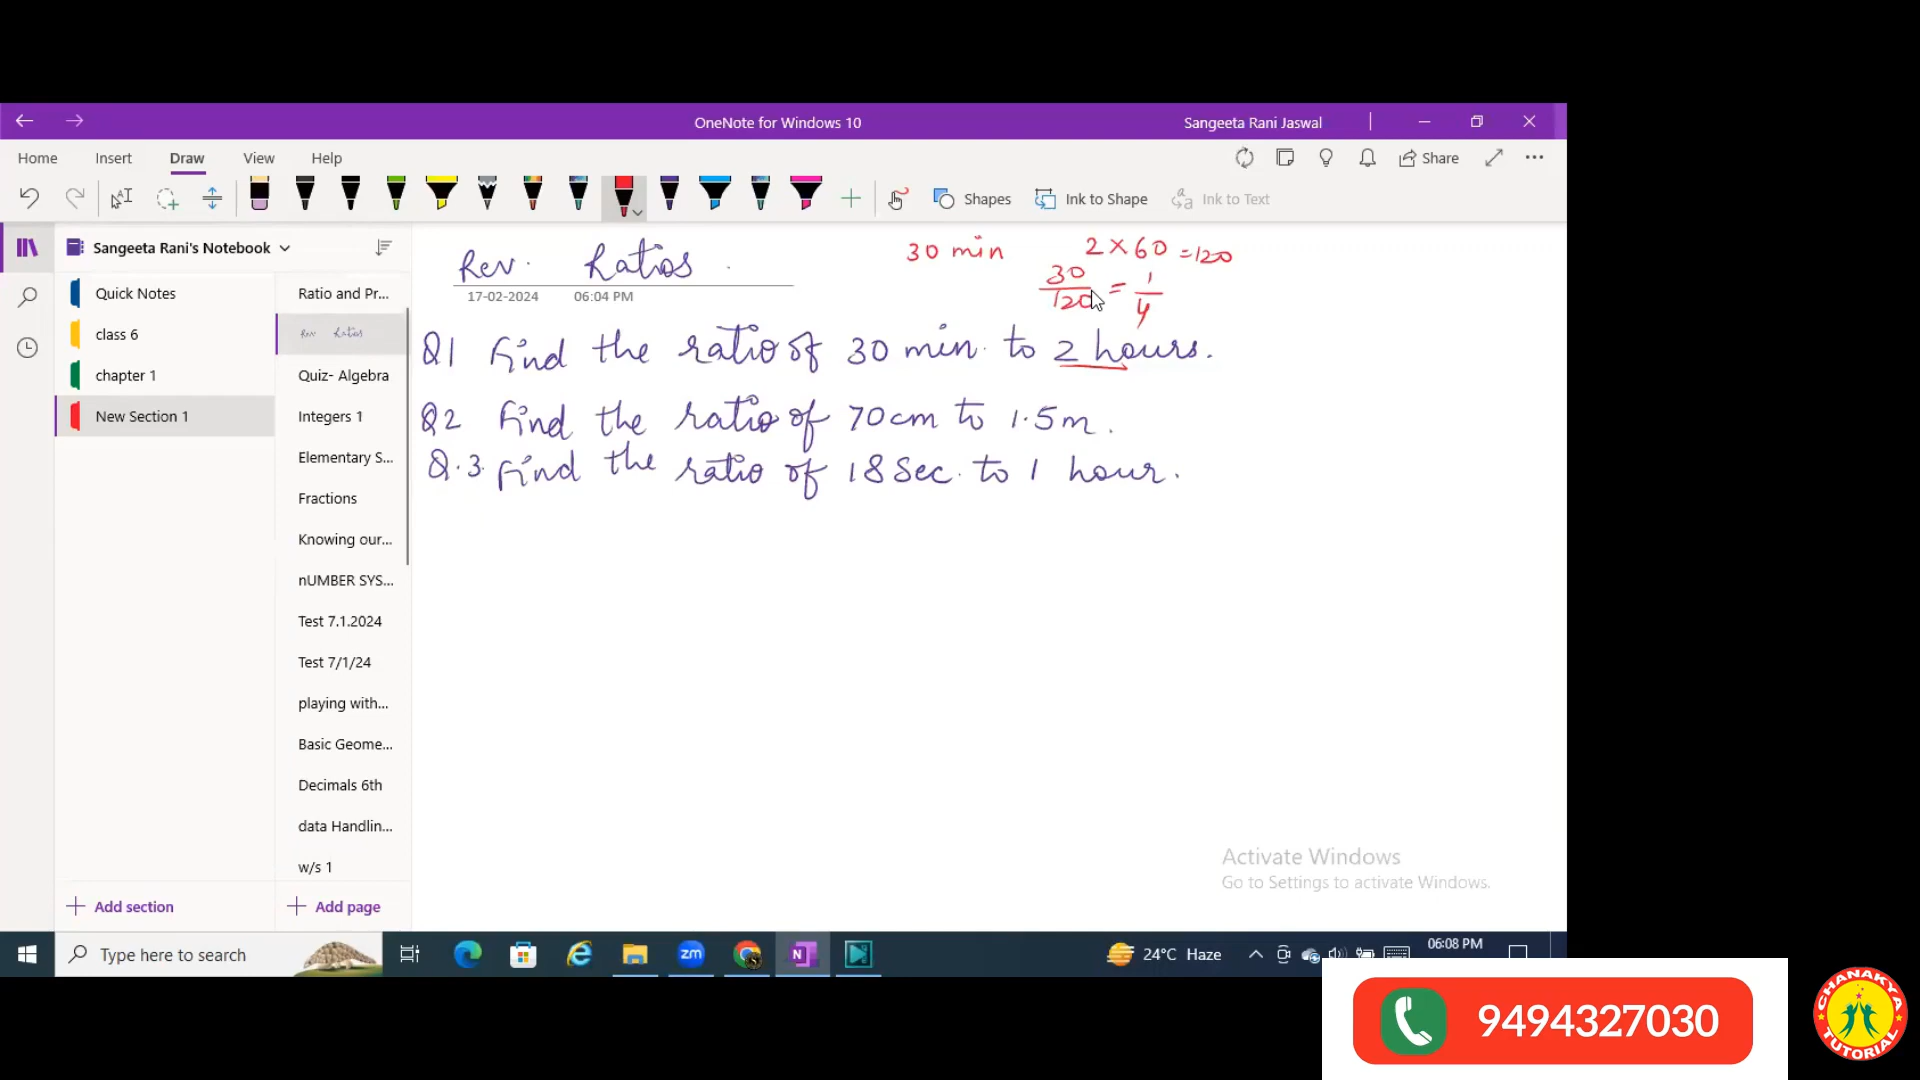 OneNote for Windows 10
Sangeeta Rani Jaswal
Home Insert Draw View Help
Share
Shapes
Ink to Shape
Ink to Text
Sangeeta Rani's Notebook
Quick Notes
class 6
chapter 1
New Section 1
Add section
Ratio and Pr...
Rev Ratios
Quiz- Algebra
Integers 1
Elementary S...
Fractions
Knowing our...
nUMBER SYS...
Test 7.1.2024
Test 7/1/24
playing with...
Basic Geome...
Decimals 6th
data Handlin...
w/s 1
Add page
Rev. Ratios
17-02-2024 06:04 PM
30 min 2 × 60 = 120
30/120 = 1/4
Q1 Find the ratio of 30 min. to 2 hours.
Q2 Find the ratio of 70cm to 1.5m.
Q.3. Find the ratio of 18 Sec. to 1 hour.
Activate Windows
Go to Settings to activate Windows.
Type here to search
zm
N
24°C Haze
06:08 PM
9494327030
CHANAKYA
TUTORIAL